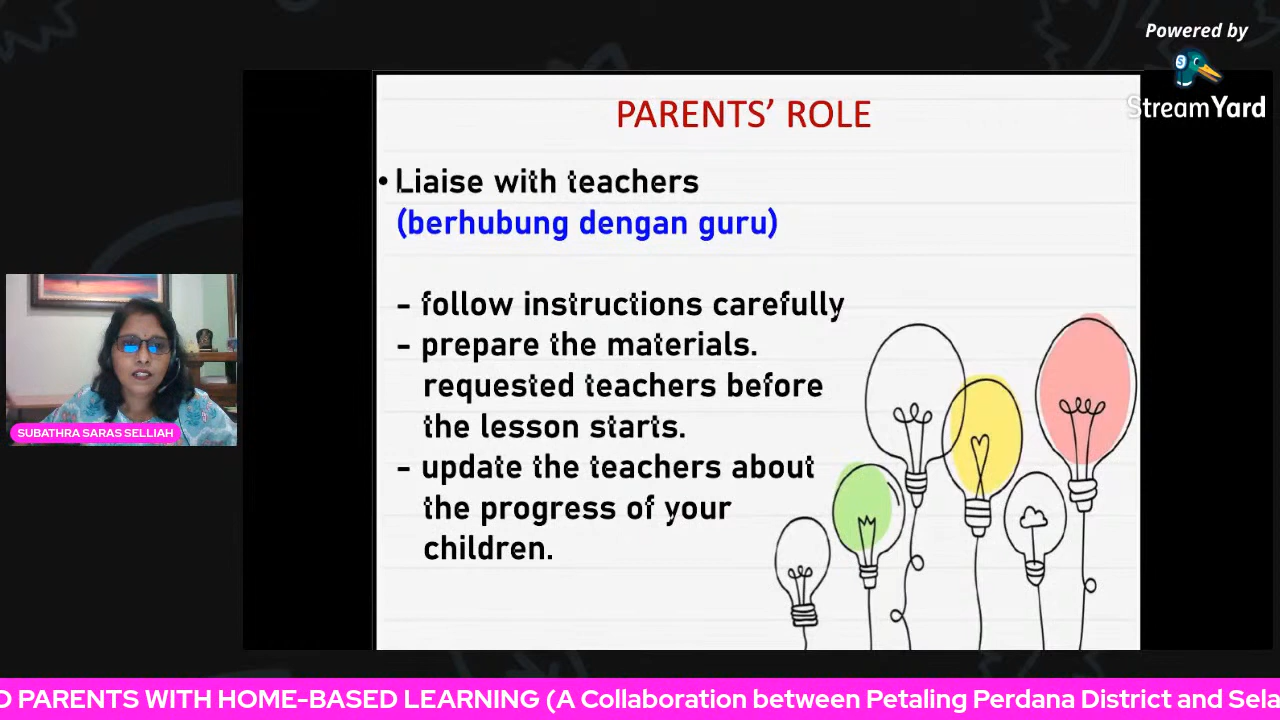 Powered by
StreamYard
PARENTS’ ROLE
• Liaise with teachers
(berhubung dengan guru)
- follow instructions carefully
- prepare the materials.
requested teachers before
the lesson starts.
- update the teachers about
the progress of your
children.
SUBATHRA SARAS SELLIAH
PARENTS WITH HOME-BASED LEARNING (A Collaboration between Petaling Perdana District and